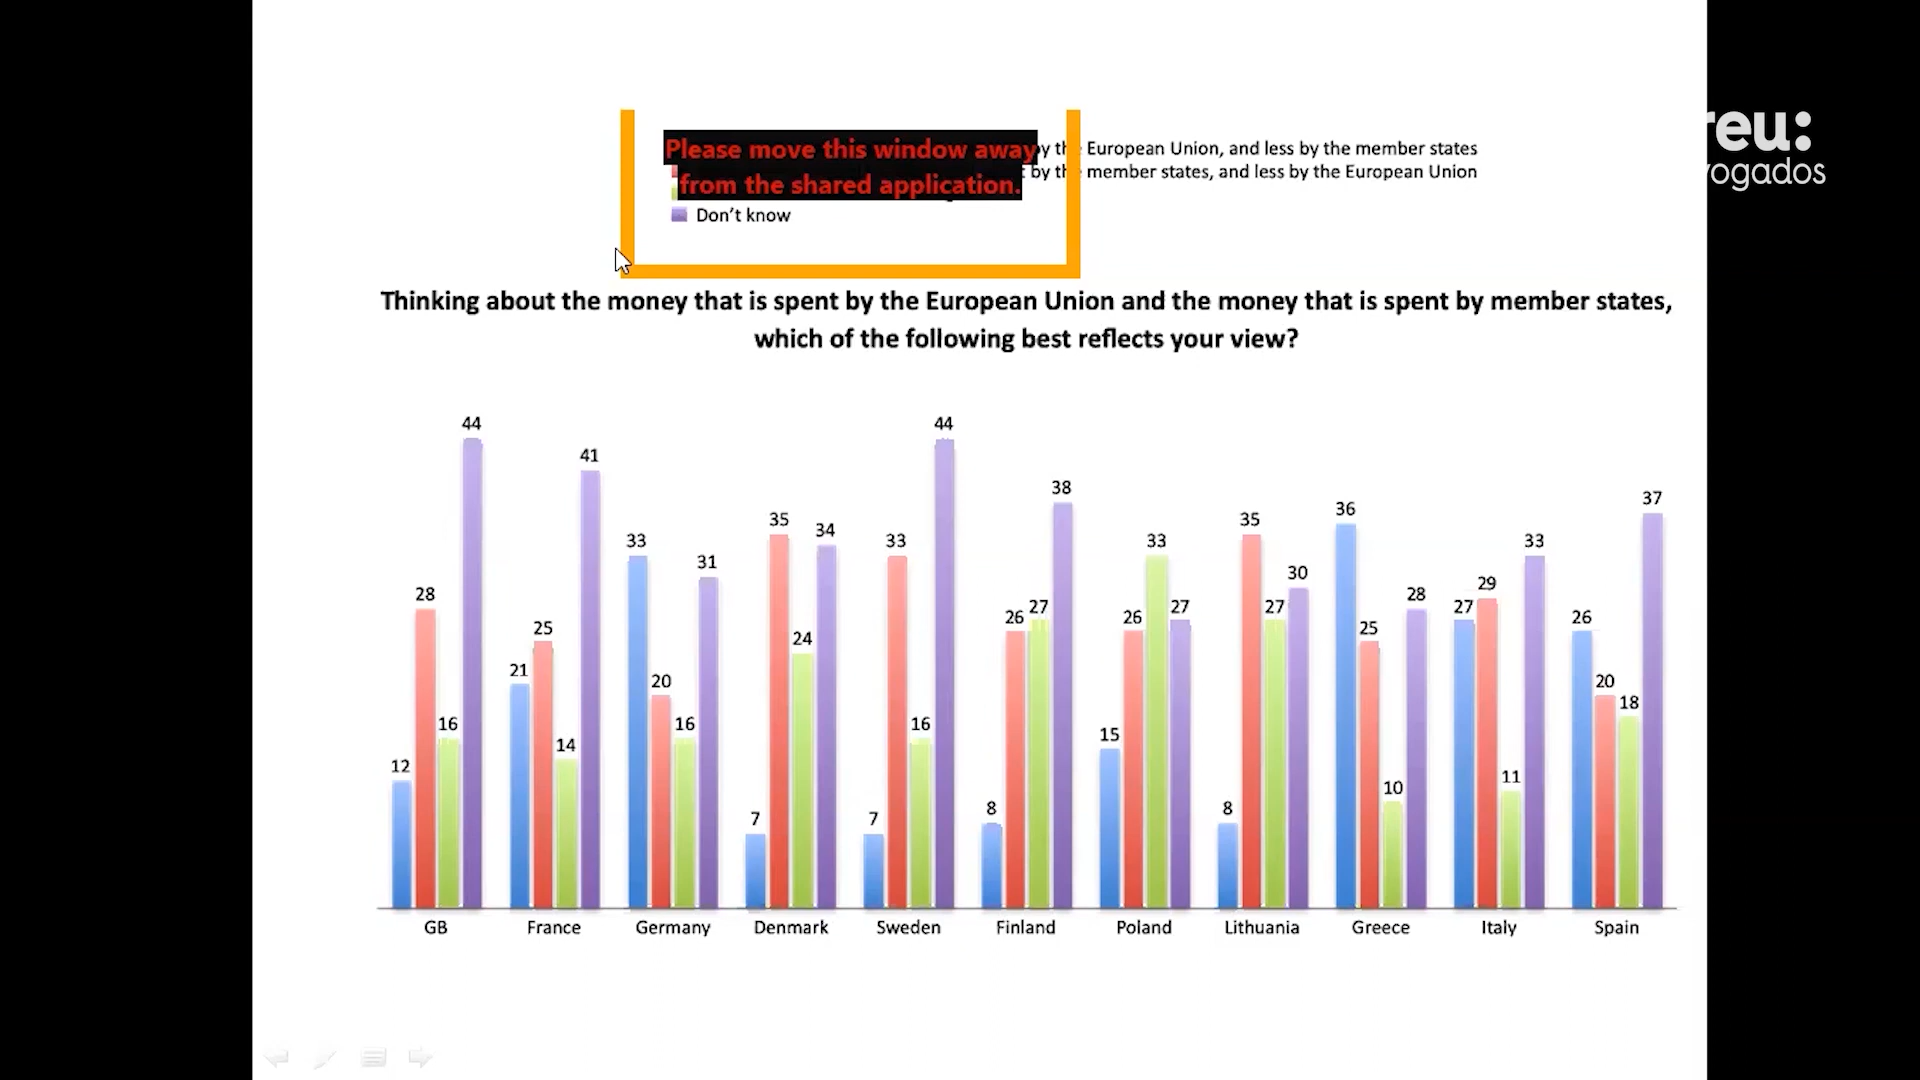 reu:
vogados
Please move this window away
from the shared application.
European Union, and less by the member states
by the member states, and less by the European Union
Don't know
Thinking about the money that is spent by the European Union and the money that is spent by member states,
which of the following best reflects your view?
44 44
41
38
37
36
35 35
34
33 33 33 33
31
30
29
28 28
27 27 27 27
26 26 26
25 25
24
21
20 20
18
16 16 16
15
14
12
11
10
8 8
7 7
GB France Germany Denmark Sweden Finland Poland Lithuania Greece Italy Spain